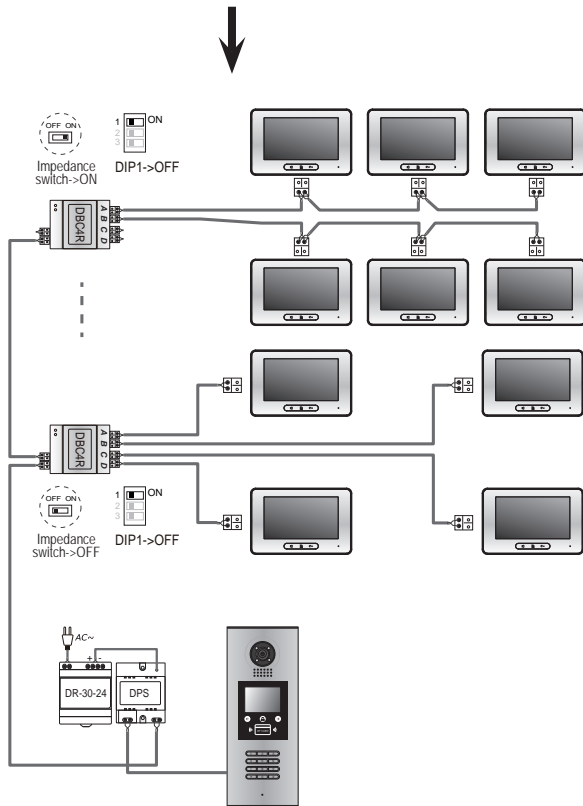 OFF ON
1 ON
2
3
Impedance
switch->ON
DIP1->OFF
DBC4R
A
B
C
D
DBC4R
A
B
C
D
OFF ON
1 ON
2
3
Impedance
switch->OFF
DIP1->OFF
AC~
+ -
DR-30-24
DPS